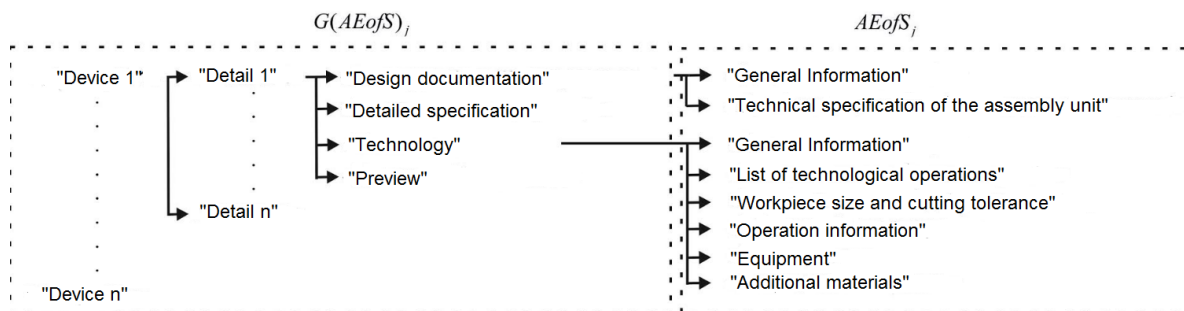 G(AEofS)j
AEofSj
"Device 1"
"Detail 1"
"Design documentation"
"General Information"
"Detailed specification"
"Technical specification of the assembly unit"
"Technology"
"General Information"
"Preview"
"List of technological operations"
"Detail n"
"Workpiece size and cutting tolerance"
"Operation information"
"Equipment"
"Additional materials"
"Device n"